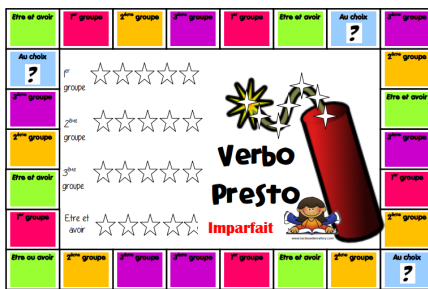 Etre et avoir
1er groupe
2ème groupe
3ème groupe
1er groupe
Etre et avoir
Au choix
?
3ème groupe
Au choix
?
2ème groupe
3ème groupe
Etre et avoir
2ème groupe
3ème groupe
Etre et avoir
1er groupe
1er groupe
2ème groupe
1er
groupe
2ème
groupe
3ème
groupe
Etre et
avoir
Verbo
Presto
Imparfait
Etre ou avoir
2ème groupe
3ème groupe
3ème groupe
1er groupe
Etre et avoir
2ème groupe
Au choix
?